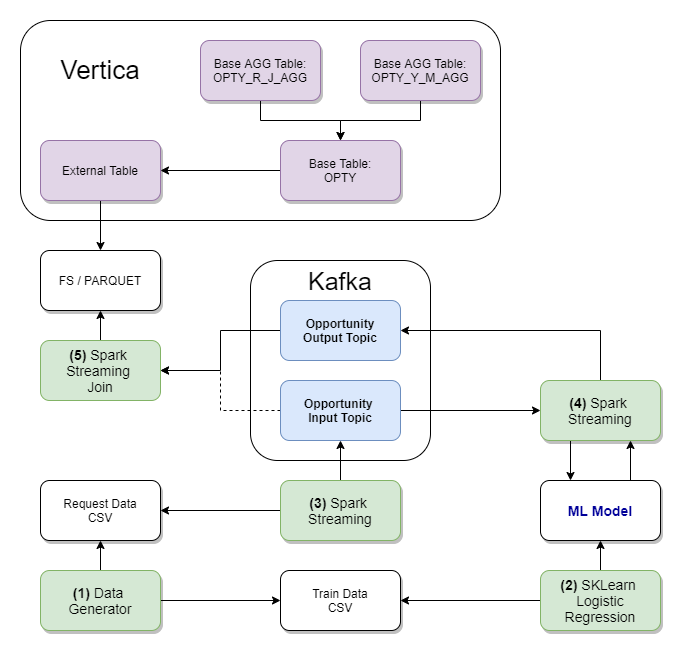 Vertica
Base AGG Table:
OPTY_R_J_AGG
Base AGG Table:
OPTY_Y_M_AGG
External Table
Base Table:
OPTY
FS / PARQUET
Kafka
Opportunity
Output Topic
(5) Spark
Streaming
Join
Opportunity
Input Topic
(4) Spark
Streaming
Request Data
CSV
(3) Spark
Streaming
ML Model
(1) Data
Generator
Train Data
CSV
(2) SKLearn
Logistic
Regression